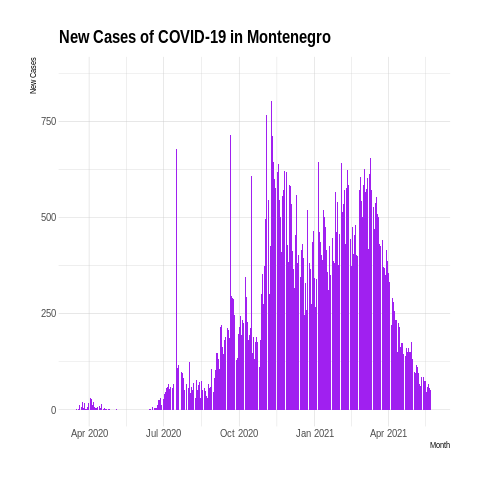 New Cases of COVID-19 in Montenegro
New Cases
750
500
250
0
Apr 2020
Jul 2020
Oct 2020
Jan 2021
Apr 2021
Month